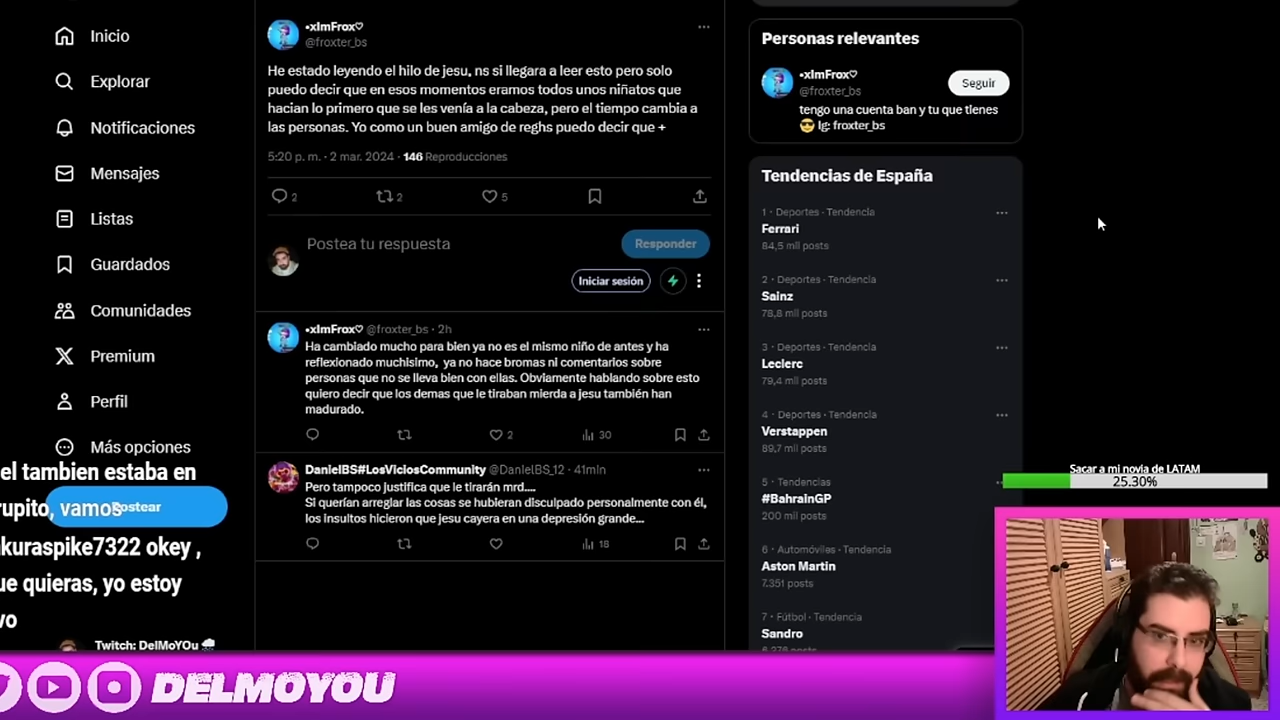 Inicio
Explorar
Notificaciones
Mensajes
Listas
Guardados
Comunidades
Premium
Perfil
Más opciones
Postear
el tambien estaba en
rupito, vamos
kuraspike7322 okey ,
ue quieras, yo estoy
vo
Twitch: DelMoYOu
•xImFrox♡
@froxter_bs
He estado leyendo el hilo de jesu, ns si llegara a leer esto pero solo
puedo decir que en esos momentos eramos todos unos niñatos que
hacian lo primero que se les venía a la cabeza, pero el tiempo cambia a
las personas. Yo como un buen amigo de reghs puedo decir que +
5:20 p. m. · 2 mar. 2024 · 146 Reproducciones
2 2 5
Postea tu respuesta
Responder
Iniciar sesión
•xImFrox♡ @froxter_bs · 2h
Ha cambiado mucho para bien ya no es el mismo niño de antes y ha
reflexionado muchisimo, ya no hace bromas ni comentarios sobre
personas que no se lleva bien con ellas. Obviamente hablando sobre esto
quiero decir que los demas que le tiraban mierda a jesu también han
madurado.
2 30
DanielBS#LosViciosCommunity @DanielBS_12 · 41min
Pero tampoco justifica que le tirarán mrd....
Si querían arreglar las cosas se hubieran disculpado personalmente con él,
los insultos hicieron que jesu cayera en una depresión grande...
18
Personas relevantes
•xImFrox♡
@froxter_bs
Seguir
tengo una cuenta ban y tu que tienes
😎 Ig: froxter_bs
Tendencias de España
1 · Deportes · Tendencia
Ferrari
84,5 mil posts
2 · Deportes · Tendencia
Sainz
78,8 mil posts
3 · Deportes · Tendencia
Leclerc
79,4 mil posts
4 · Deportes · Tendencia
Verstappen
89,7 mil posts
5 · Tendencias
#BahrainGP
200 mil posts
6 · Automóviles · Tendencia
Aston Martin
7.351 posts
7 · Fútbol · Tendencia
Sandro
Sacar a mi novia de LATAM
25.30%
DELMOYOU